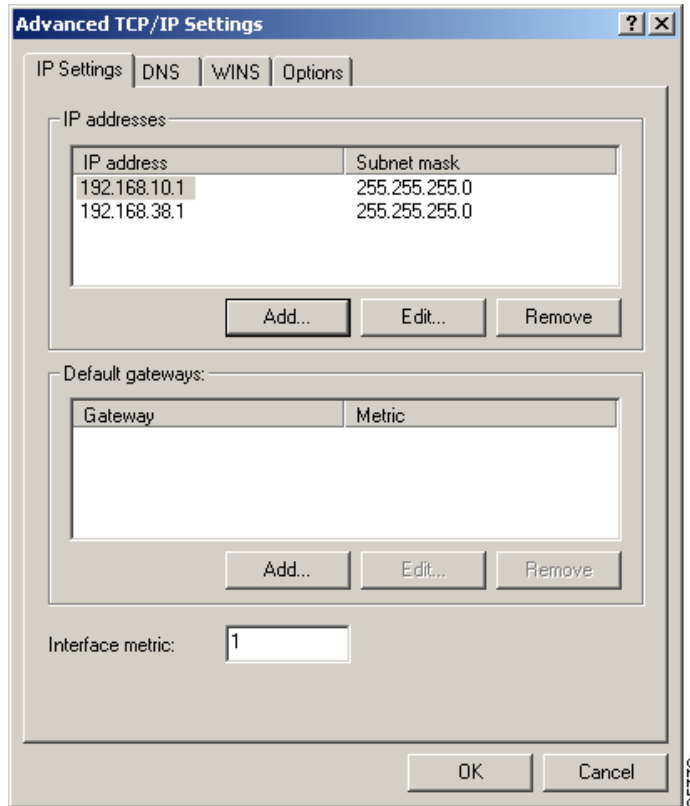 Advanced TCP/IP Settings ? ×
IP Settings DNS WINS Options
IP addresses
IP address Subnet mask
192.168.10.1 255.255.255.0
192.168.38.1 255.255.255.0
Add... Edit... Remove
Default gateways:
Gateway Metric
Add... Edit... Remove
Interface metric: 1
OK Cancel